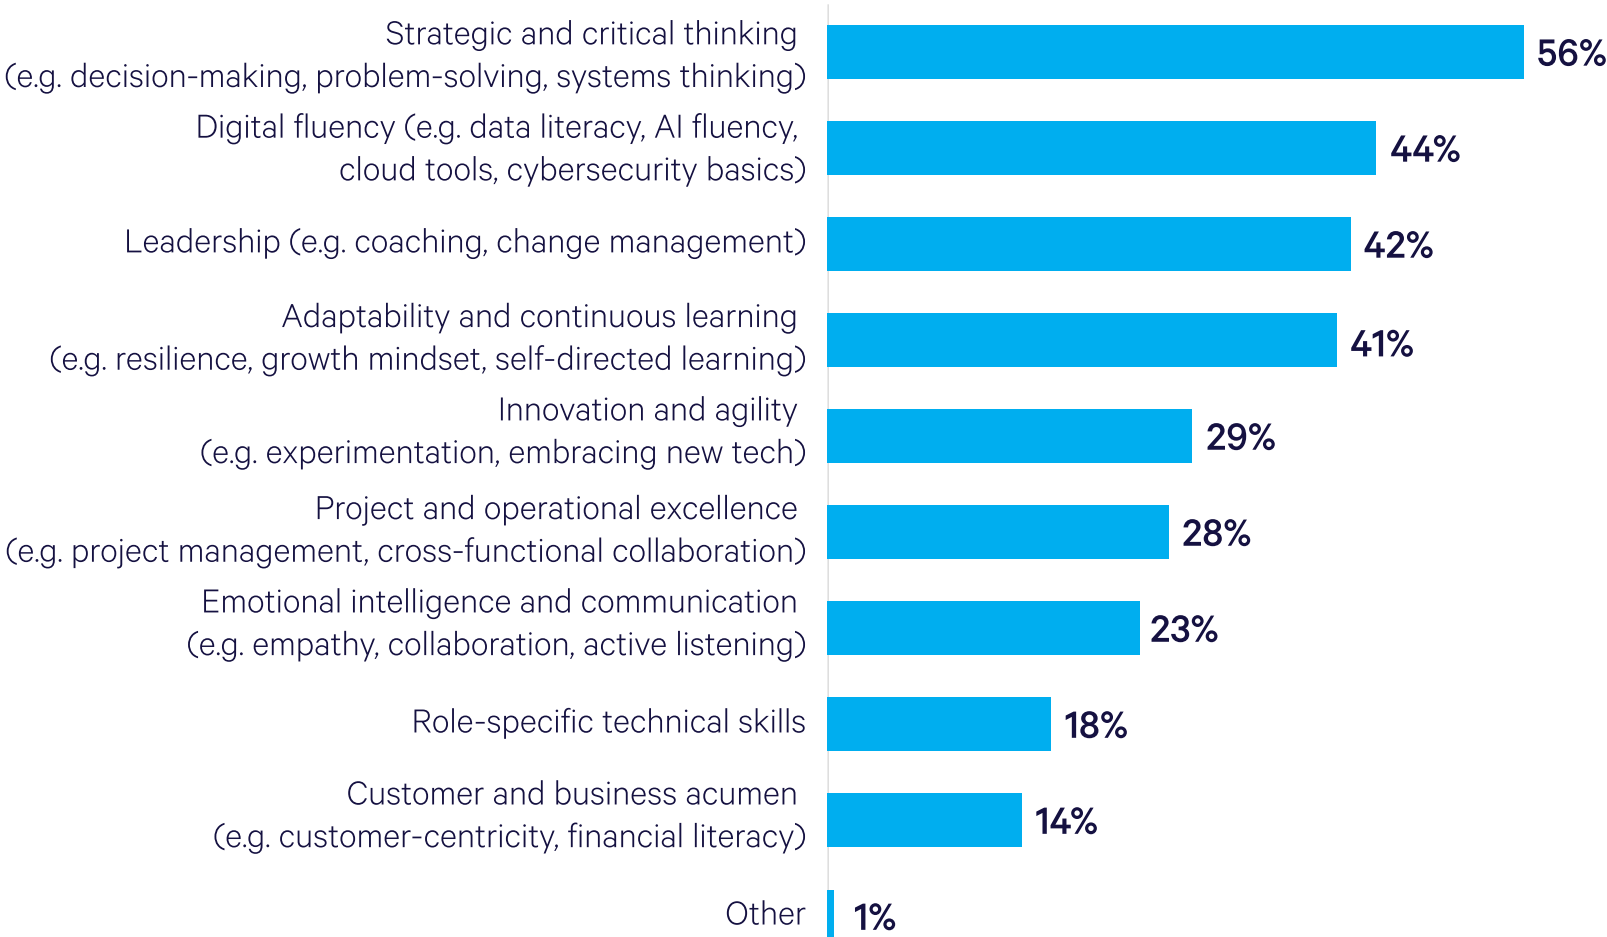 Strategic and critical thinking
(e.g. decision-making, problem-solving, systems thinking)
56%
Digital fluency (e.g. data literacy, AI fluency,
cloud tools, cybersecurity basics)
44%
Leadership (e.g. coaching, change management)
42%
Adaptability and continuous learning
(e.g. resilience, growth mindset, self-directed learning)
41%
Innovation and agility
(e.g. experimentation, embracing new tech)
29%
Project and operational excellence
(e.g. project management, cross-functional collaboration)
28%
Emotional intelligence and communication
(e.g. empathy, collaboration, active listening)
23%
Role-specific technical skills
18%
Customer and business acumen
(e.g. customer-centricity, financial literacy)
14%
Other
1%